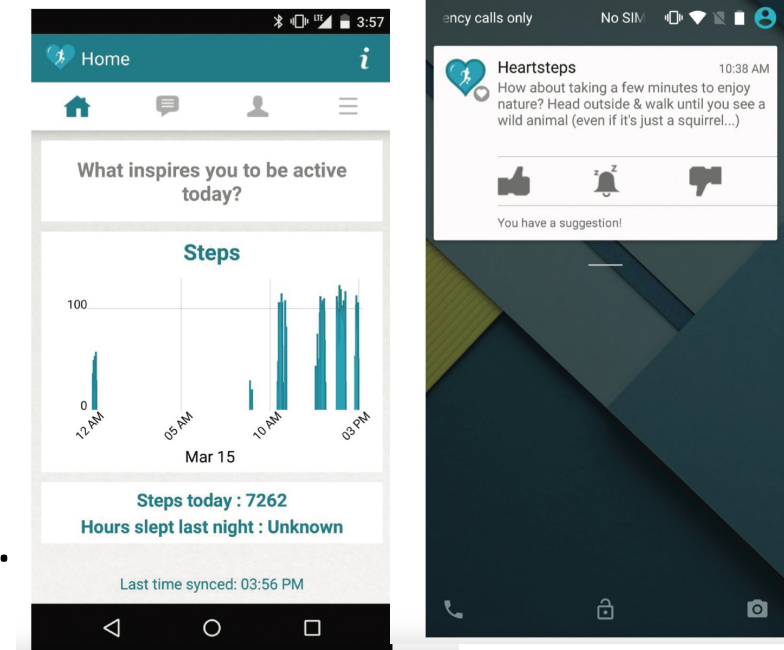 LTE 3:57
Home
i
What inspires you to be active
today?
Steps
100
0
12 AM
05 AM
10 AM
03 PM
Mar 15
Steps today : 7262
Hours slept last night : Unknown
Last time synced: 03:56 PM
ency calls only No SIM
Heartsteps 10:38 AM
How about taking a few minutes to enjoy
nature? Head outside & walk until you see a
wild animal (even if it's just a squirrel...)
z z
You have a suggestion!